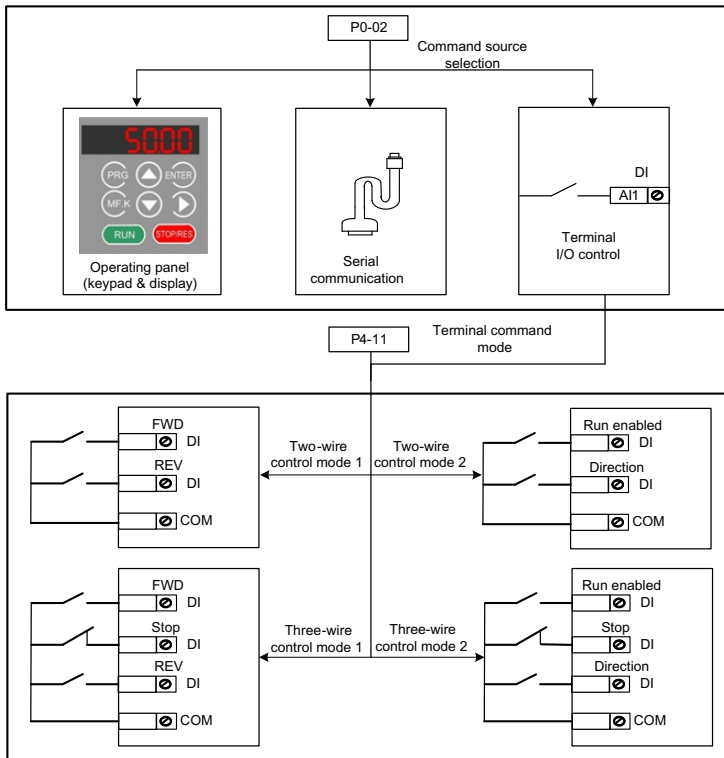 P0-02
Command source
selection
50.00
PRG
ENTER
MF.K
RUN
STOP/RES
Operating panel
(keypad & display)
Serial
communication
DI
AI1
Terminal
I/O control
P4-11
Terminal command
mode
FWD
DI
REV
DI
COM
Two-wire
control mode 1
Two-wire
control mode 2
Run enabled
DI
Direction
DI
COM
FWD
DI
Stop
DI
REV
DI
COM
Three-wire
control mode 1
Three-wire
control mode 2
Run enabled
DI
Stop
DI
Direction
DI
COM